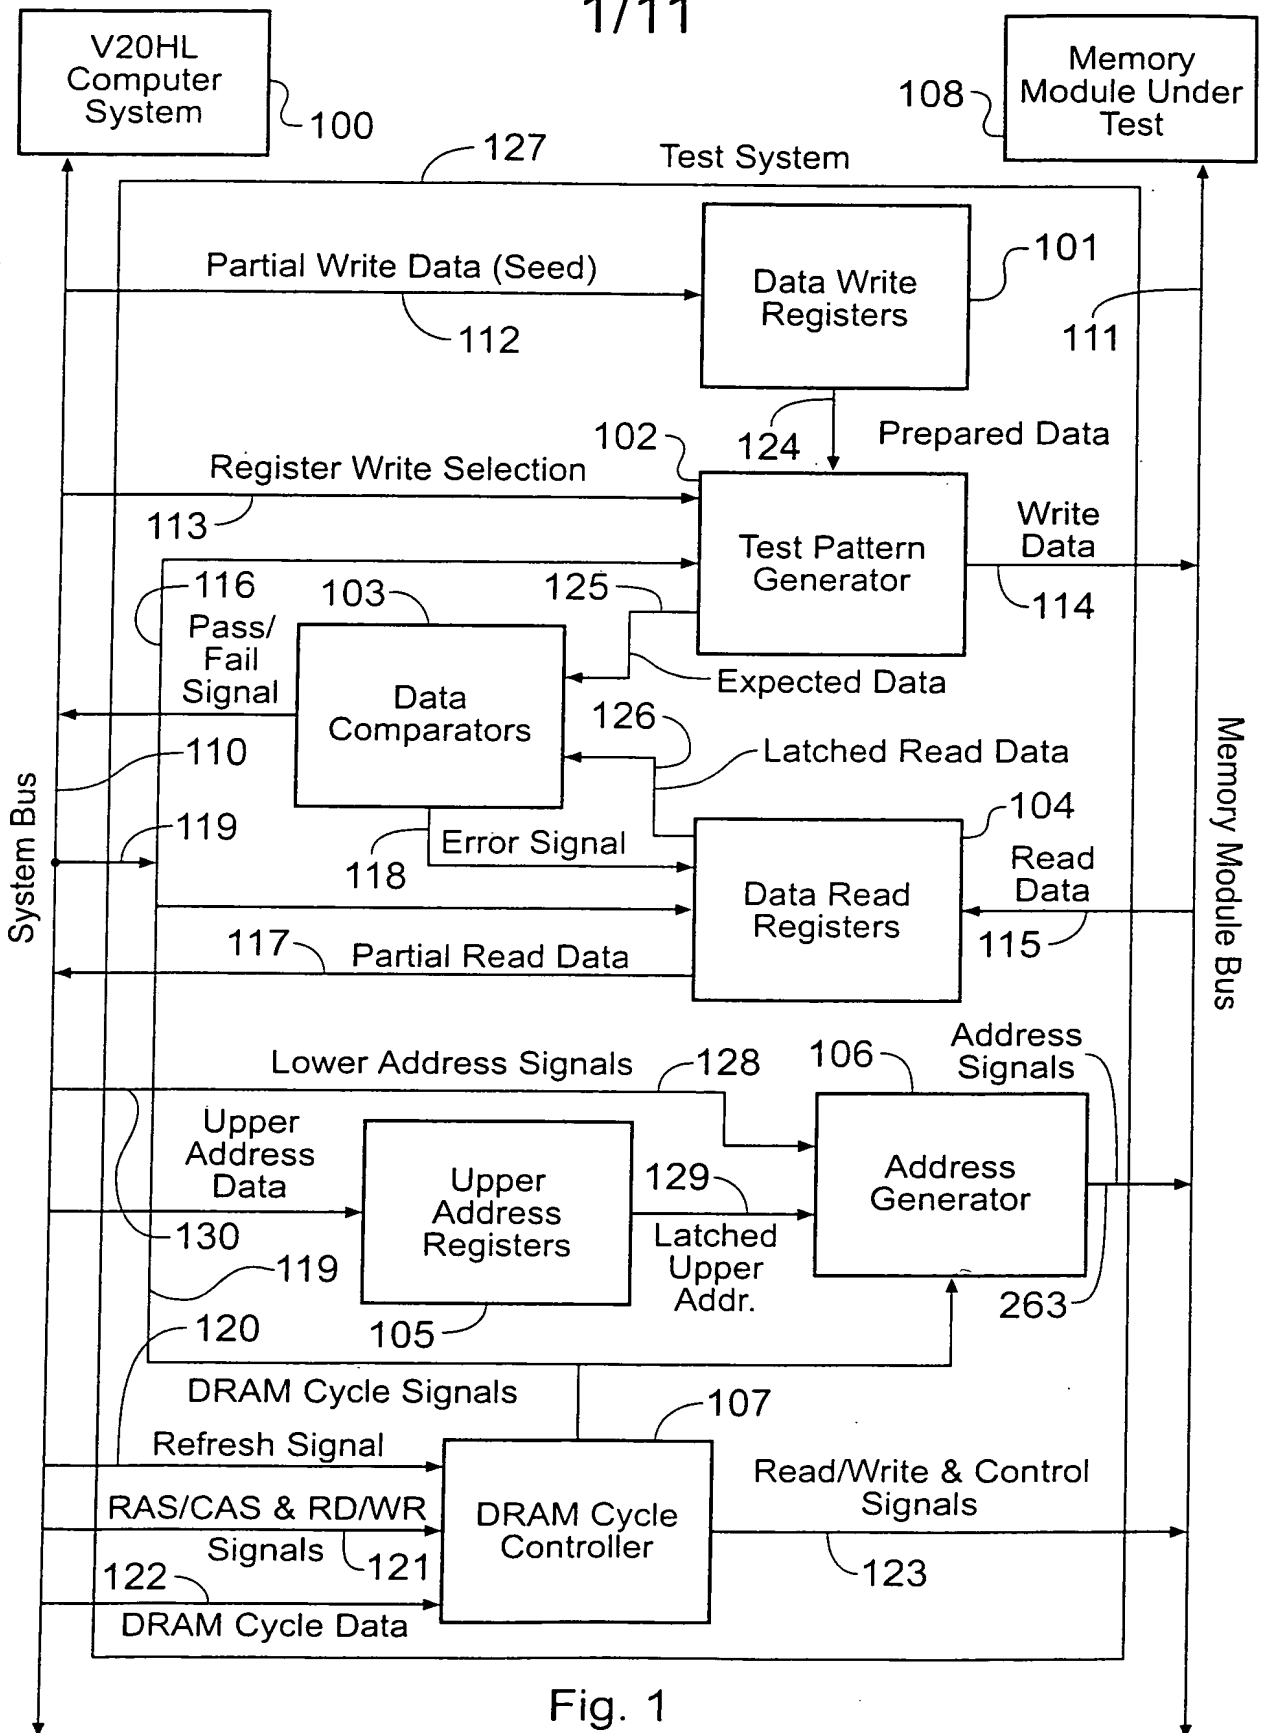 1/11
V20HL
Computer
System
100
Memory
Module Under
Test
108
127
Test System
Partial Write Data (Seed)
112
Data Write
Registers
101
111
124
Prepared Data
102
Register Write Selection
113
Test Pattern
Generator
Write
Data
114
116
103
125
Pass/
Fail
Signal
Data
Comparators
Expected Data
126
Latched Read Data
110
System Bus
119
118
Error Signal
104
Data Read
Registers
Read
Data
115
Memory Module Bus
117
Partial Read Data
Lower Address Signals
128
106
Address
Signals
Upper
Address
Data
130
Upper
Address
Registers
129
Latched
Upper
Addr.
Address
Generator
263
119
105
120
DRAM Cycle Signals
107
Refresh Signal
RAS/CAS & RD/WR
Signals
121
DRAM Cycle
Controller
Read/Write & Control
Signals
123
122
DRAM Cycle Data
Fig. 1